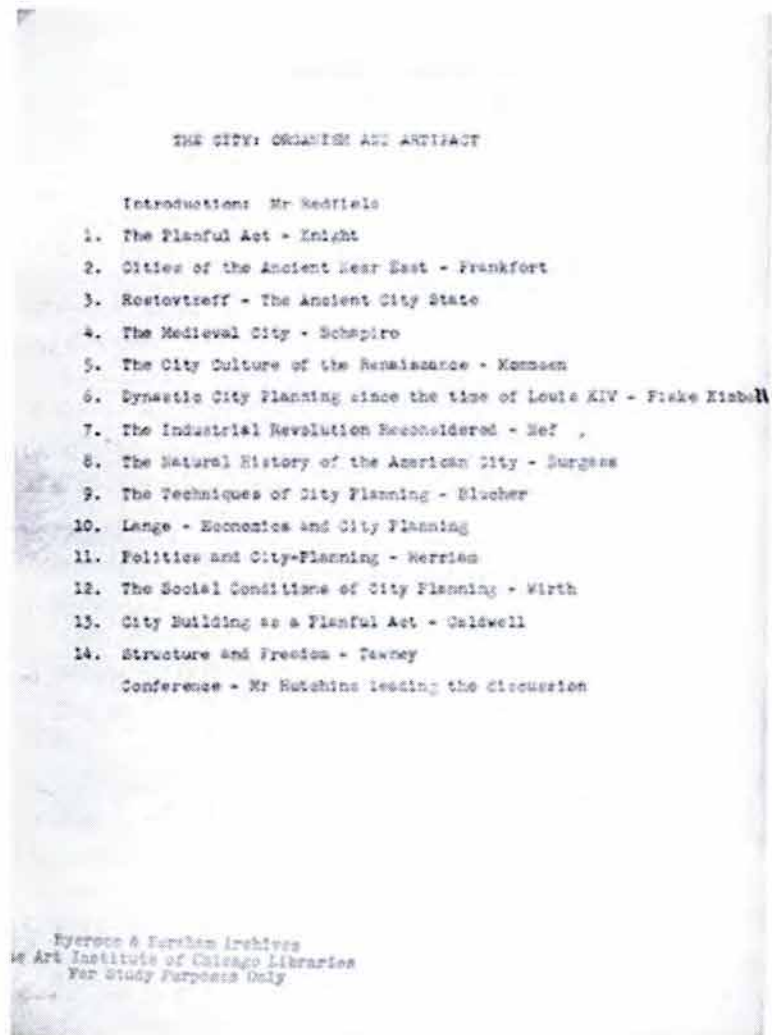 THE CITY: ORGANISM AND ARTIFACT
Introduction: Mr Redfield
1. The Planful Act - Knight
2. Cities of the Ancient Near East - Frankfort
3. Rostovtzeff - The Ancient City State
4. The Medieval City - Schapiro
5. The City Culture of the Renaissance - Mommsen
6. Dynastic City Planning since the time of Louis XIV - Fiske Kimball
7. The Industrial Revolution Reconsidered - Nef ,
8. The Natural History of the American City - Burgess
9. The Techniques of City Planning - Blucher
10. Lange - Economics and City Planning
11. Politics and City-Planning - Merriam
12. The Social Conditions of City Planning - Wirth
13. City Building as a Planful Act - Caldwell
14. Structure and Freedom - Tawney
Conference - Mr Hutchins leading the discussion
Ryerson & Burnham Archives
he Art Institute of Chicago Libraries
For Study Purposes Only